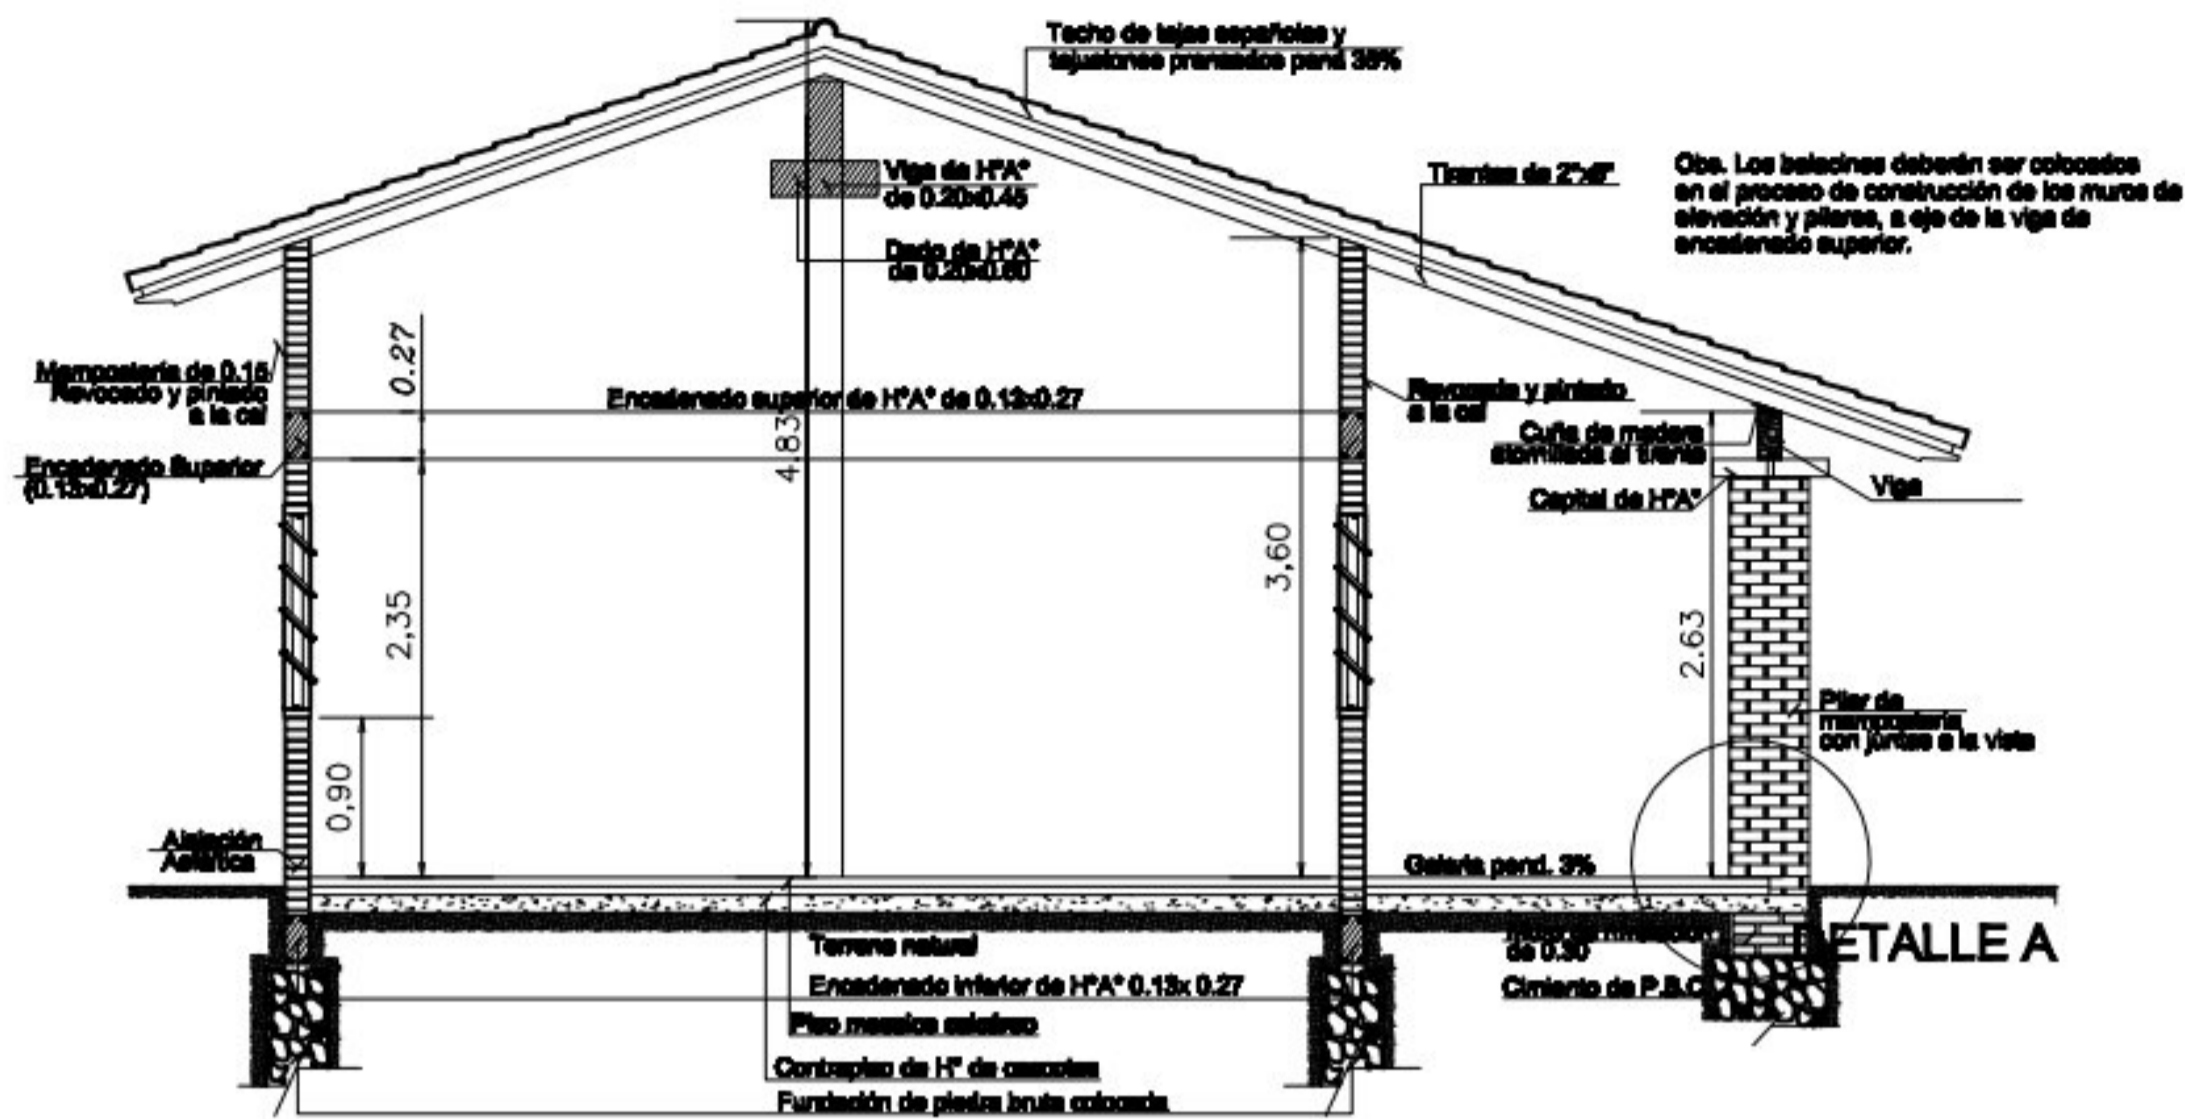 Techo de tejas españolas y
tejuelones prensados pend 35%
Viga de H°A°
de 0.20x0.45
Dado de H°A°
de 0.20x0.60
Tirantes de 2"x6"
Obs. Los balacines deberán ser colocados
en el proceso de construcción de los muros de
elevación y pilares, a eje de la viga de
encadenado superior.
Mampostería de 0.15
Revocado y pintado
a la cal
0.27
Encadenado superior de H°A° de 0.13x0.27
4.83
Revocado y pintado
a la cal
Cuña de madera
atornillada al tirante
Encadenado Superior
(0.13x0.27)
Capital de H°A°
Viga
2,35
3,60
2.63
Pilar de
mampostería
con juntas a la vista
0,90
Aislación
Asfáltica
Galería pend. 3%
Terreno natural
de 0.30
DETALLE A
Encadenado inferior de H°A° 0.13x 0.27
Cimiento de P.B.C
Piso mosaico calcáreo
Contrapiso de H° de cascotes
Fundación de piedra bruta colocada